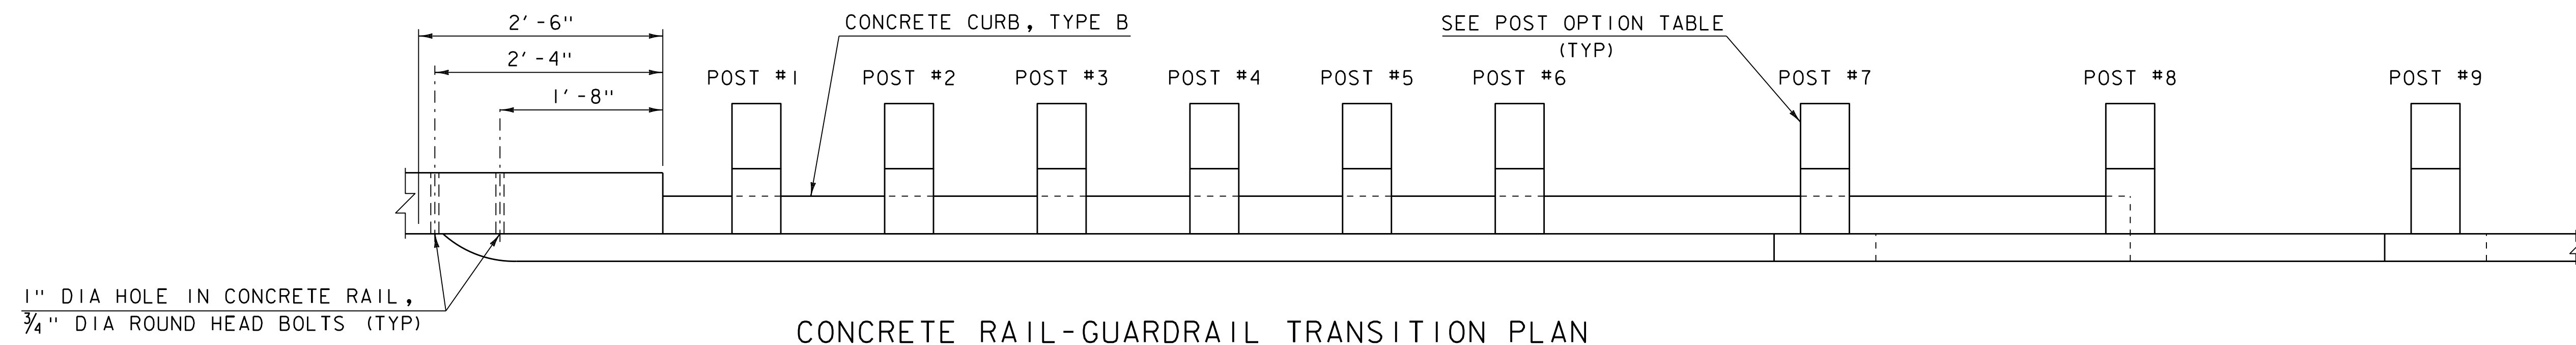 2'-6"
CONCRETE CURB, TYPE B
SEE POST OPTION TABLE
(TYP)
2'-4"
POST #1
POST #2
POST #3
POST #4
POST #5
POST #6
POST #7
POST #8
POST #9
1'-8"
1" DIA HOLE IN CONCRETE RAIL,
3/4" DIA ROUND HEAD BOLTS (TYP)
CONCRETE RAIL-GUARDRAIL TRANSITION PLAN